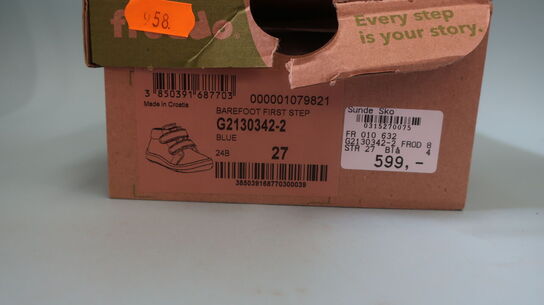 958.
froddo.
Every step
is your story.
3 850391 687703
000001079821
Made in Croatia
BAREFOOT FIRST STEP
G2130342-2
BLUE
24B
27
385039168770300039
Sunde Sko
0315270075
FR 010 632
G2130342-2 FROD 8
STR 27 Blå 4
599,-